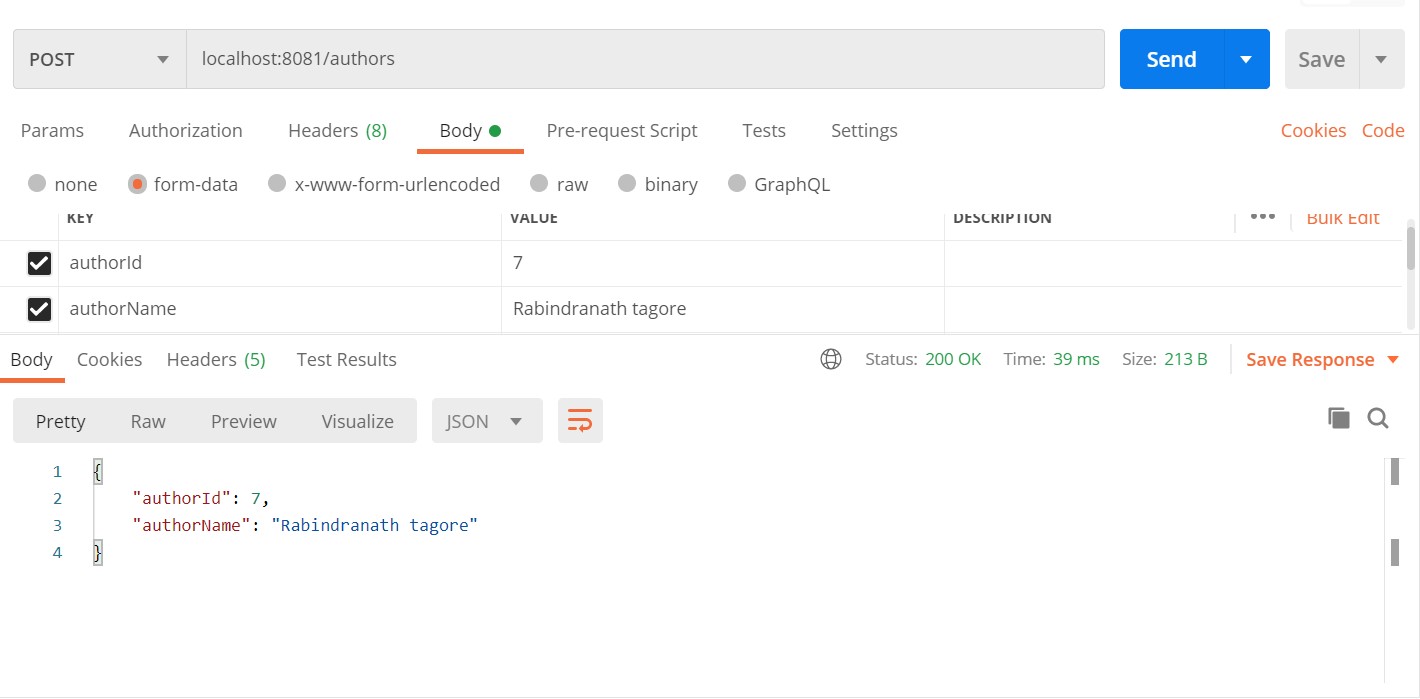 POST localhost:8081/authors Send Save
Params Authorization Headers (8) Body Pre-request Script Tests Settings Cookies Code
none form-data x-www-form-urlencoded raw binary GraphQL
KEY VALUE DESCRIPTION ••• Bulk Edit
authorId 7
authorName Rabindranath tagore
Body Cookies Headers (5) Test Results Status: 200 OK Time: 39 ms Size: 213 B Save Response
Pretty Raw Preview Visualize JSON
1 {
2 "authorId": 7,
3 "authorName": "Rabindranath tagore"
4 }